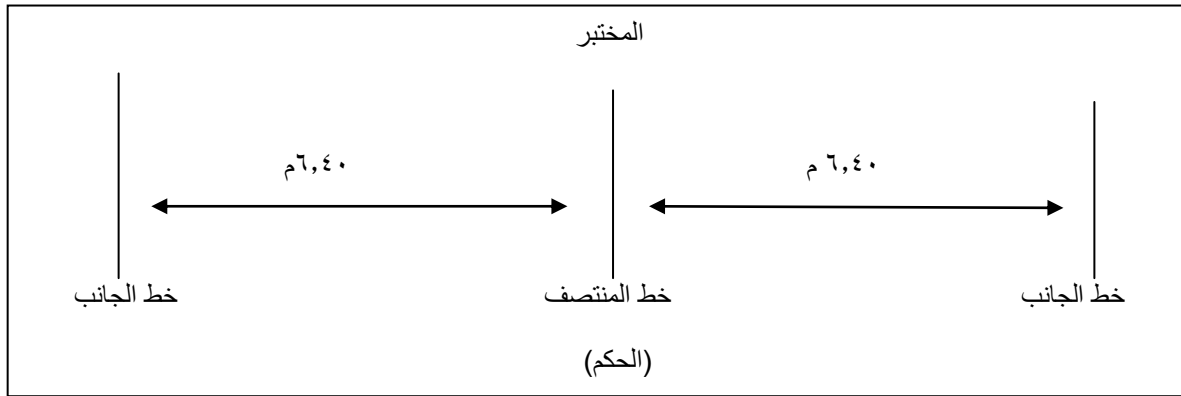 المختبر
٦,٤٠ م
٦,٤٠م
خط الجانب
خط المنتصف
خط الجانب
(الحكم)